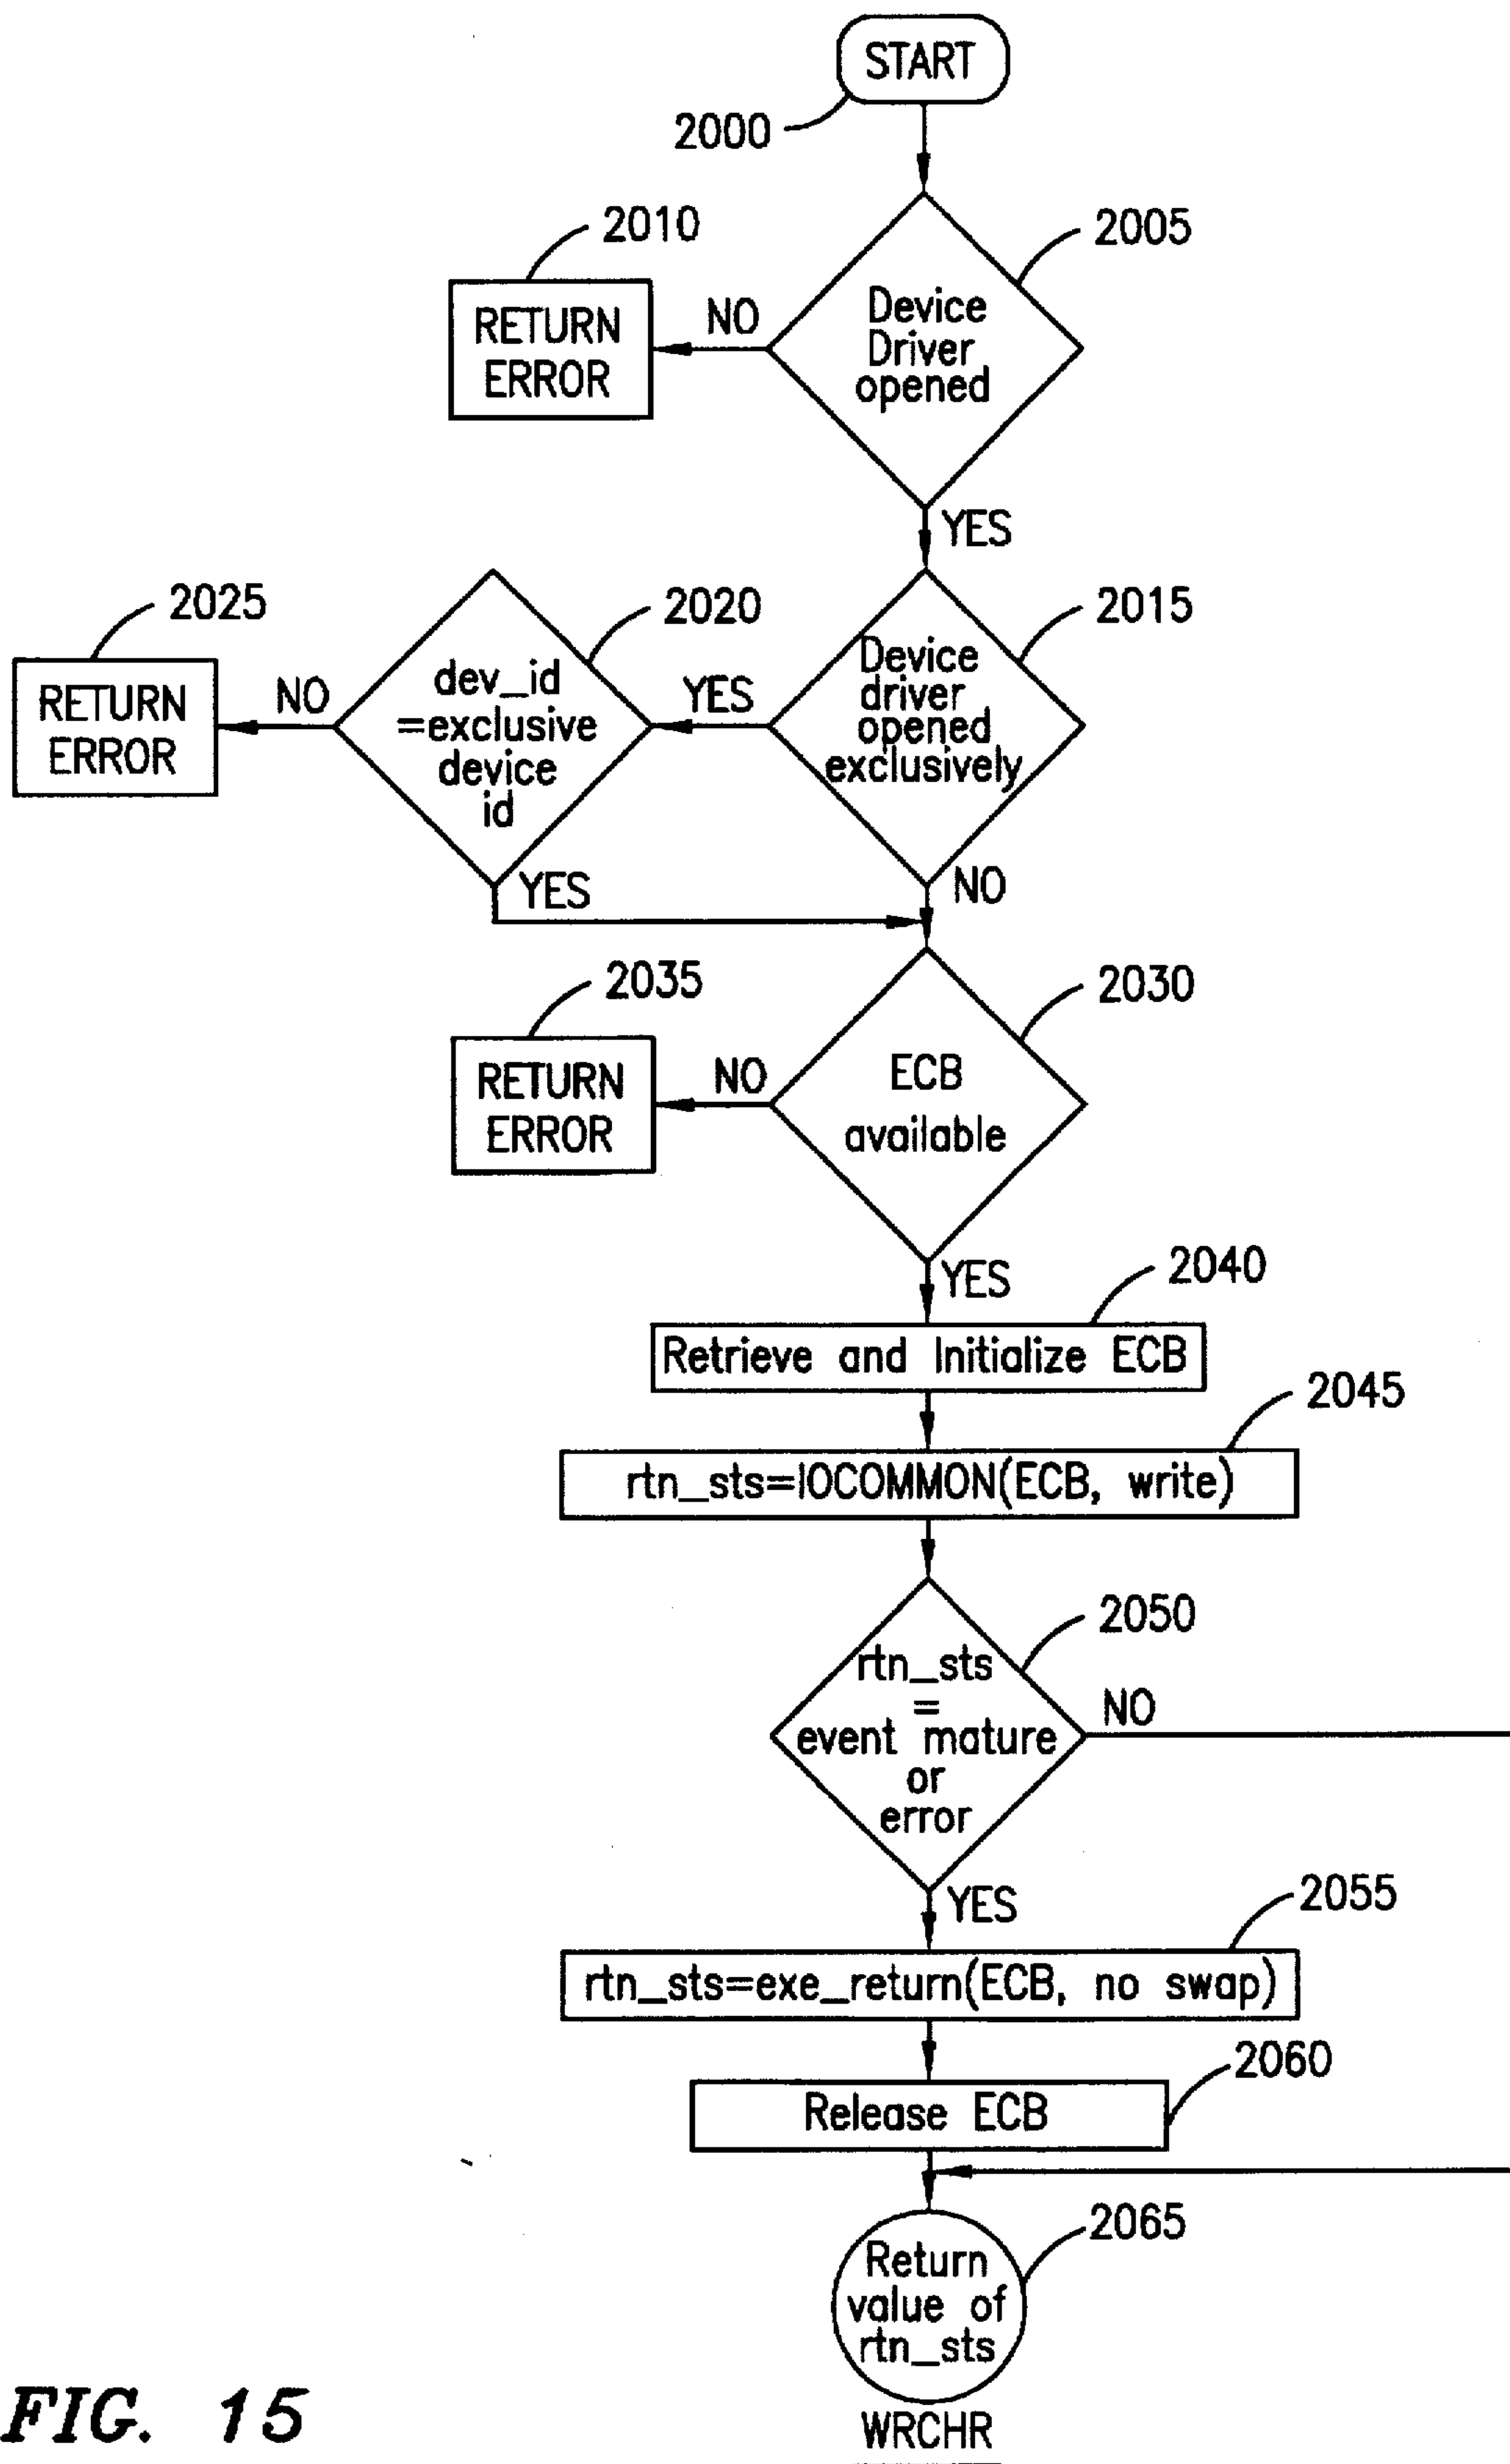 START
2000
2010
2005
RETURN
ERROR
NO
Device
Driver
opened
YES
2025
2020
2015
RETURN
ERROR
NO
dev_id
=exclusive
device
id
YES
Device
driver
opened
exclusively
YES
NO
2035
2030
RETURN
ERROR
NO
ECB
available
YES
2040
Retrieve and Initialize ECB
2045
rtn_sts=IOCOMMON(ECB, write)
2050
rtn_sts
=
event mature
or
error
NO
YES
2055
rtn_sts=exe_return(ECB, no swap)
2060
Release ECB
2065
Return
value of
rtn_sts
FIG. 15
WRCHR